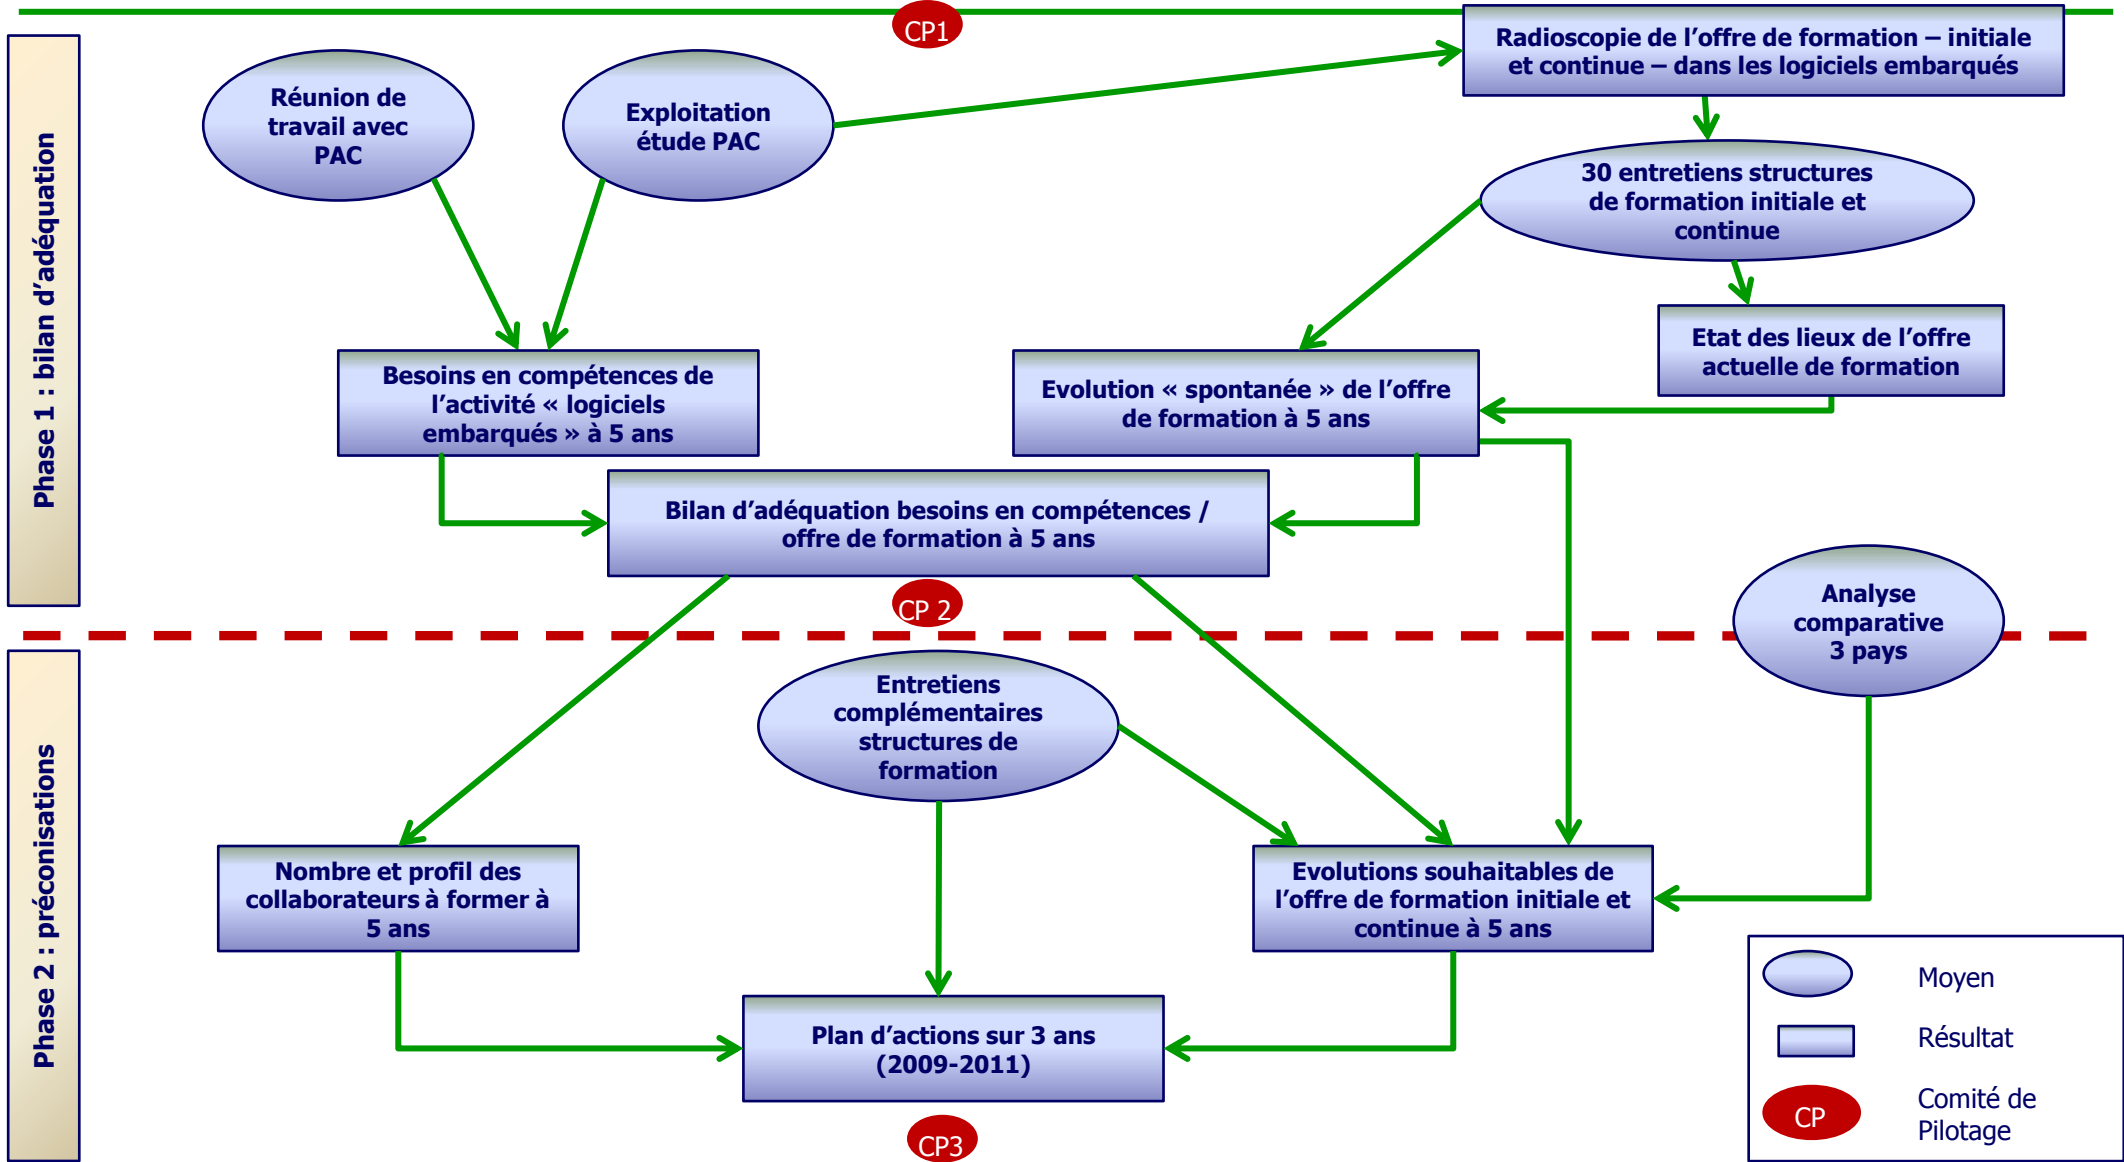 CP1
Radioscopie de l’offre de formation – initiale
et continue – dans les logiciels embarqués
Phase 1 : bilan d’adéquation
Réunion de
travail avec
PAC
Exploitation
étude PAC
30 entretiens structures
de formation initiale et
continue
Etat des lieux de l’offre
actuelle de formation
Besoins en compétences de
l’activité « logiciels
embarqués » à 5 ans
Evolution « spontanée » de l’offre
de formation à 5 ans
Bilan d’adéquation besoins en compétences /
offre de formation à 5 ans
CP 2
Analyse
comparative
3 pays
Phase 2 : préconisations
Entretiens
complémentaires
structures de
formation
Nombre et profil des
collaborateurs à former à
5 ans
Evolutions souhaitables de
l’offre de formation initiale et
continue à 5 ans
Plan d’actions sur 3 ans
(2009-2011)
CP3
Moyen
Résultat
CP
Comité de
Pilotage